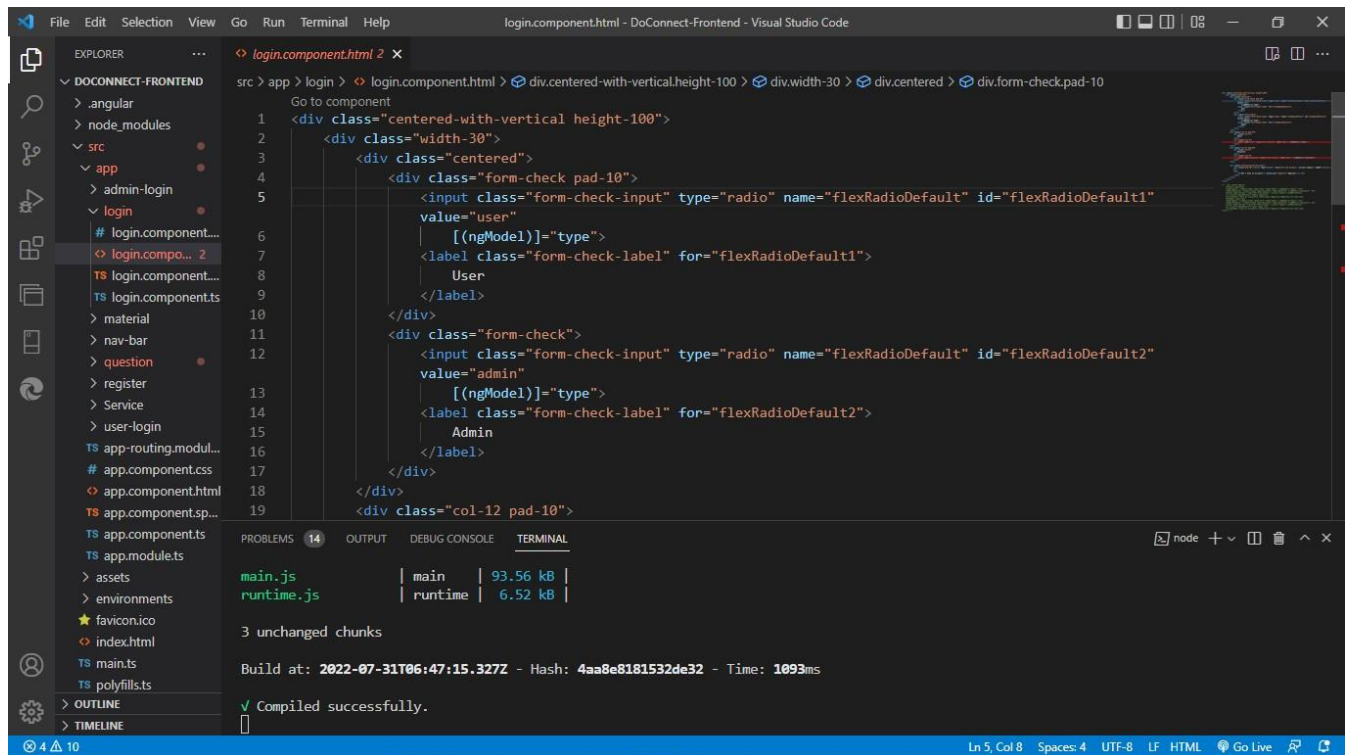 File Edit Selection View Go Run Terminal Help login.component.html - DoConnect-Frontend - Visual Studio Code
EXPLORER ...
DOCONNECT-FRONTEND
.angular
node_modules
src
app
admin-login
login
# login.component....
<> login.compo... 2
TS login.component....
TS login.component.ts
material
nav-bar
question
register
Service
user-login
TS app-routing.modul...
# app.component.css
<> app.component.html
TS app.component.sp...
TS app.component.ts
TS app.module.ts
assets
environments
favicon.ico
<> index.html
TS main.ts
TS polyfills.ts
OUTLINE
TIMELINE
<> login.component.html 2
src > app > login > <> login.component.html > div.centered-with-vertical.height-100 > div.width-30 > div.centered > div.form-check.pad-10
Go to component
1 <div class="centered-with-vertical height-100">
2 <div class="width-30">
3 <div class="centered">
4 <div class="form-check pad-10">
5 <input class="form-check-input" type="radio" name="flexRadioDefault" id="flexRadioDefault1"
value="user"
6 [(ngModel)]="type">
7 <label class="form-check-label" for="flexRadioDefault1">
8 User
9 </label>
10 </div>
11 <div class="form-check">
12 <input class="form-check-input" type="radio" name="flexRadioDefault" id="flexRadioDefault2"
value="admin"
13 [(ngModel)]="type">
14 <label class="form-check-label" for="flexRadioDefault2">
15 Admin
16 </label>
17 </div>
18 </div>
19 <div class="col-12 pad-10">
PROBLEMS 14 OUTPUT DEBUG CONSOLE TERMINAL node
main.js | main | 93.56 kB |
runtime.js | runtime | 6.52 kB |
3 unchanged chunks
Build at: 2022-07-31T06:47:15.327Z - Hash: 4aa8e8181532de32 - Time: 1093ms
√ Compiled successfully.
4 10 Ln 5, Col 8 Spaces: 4 UTF-8 LF HTML Go Live